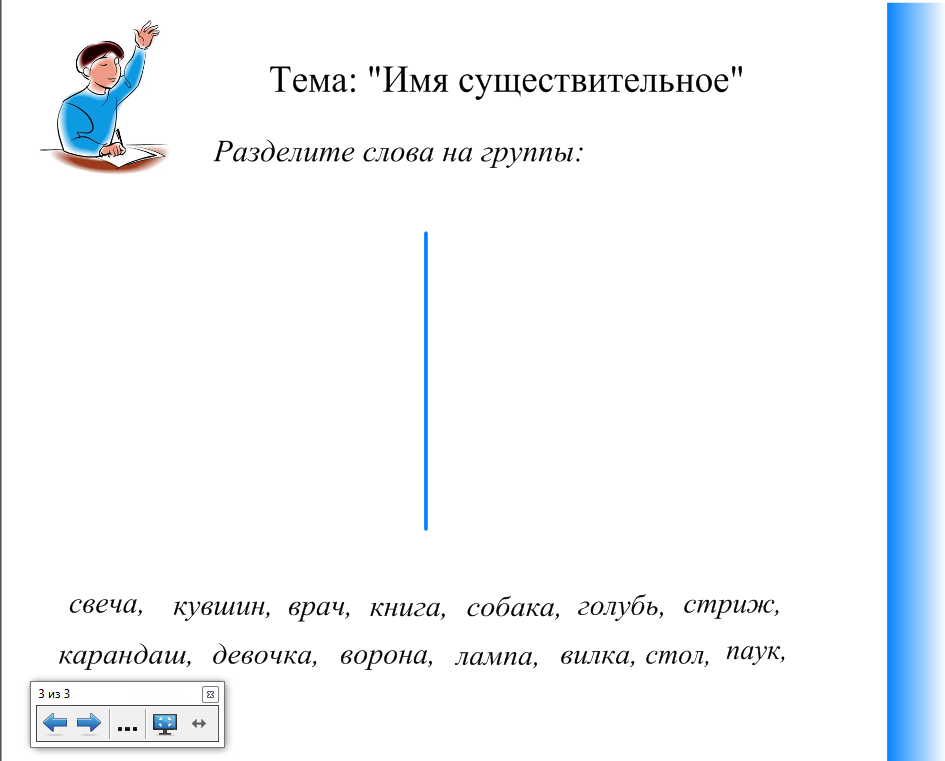 Тема: "Имя существительное"
Разделите слова на группы:
свеча, кувшин, врач, книга, собака, голубь, стриж,
карандаш, девочка, ворона, лампа, вилка, стол, паук,
3 из 3
...